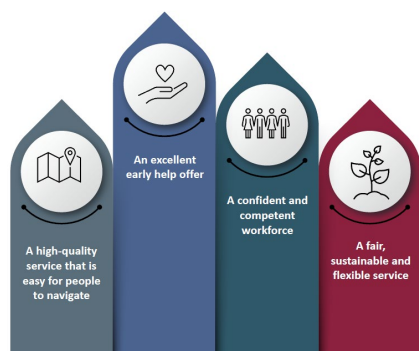 A high-quality
service that is
easy for people
to navigate
An excellent
early help offer
A confident and
competent
workforce
A fair,
sustainable and
flexible service